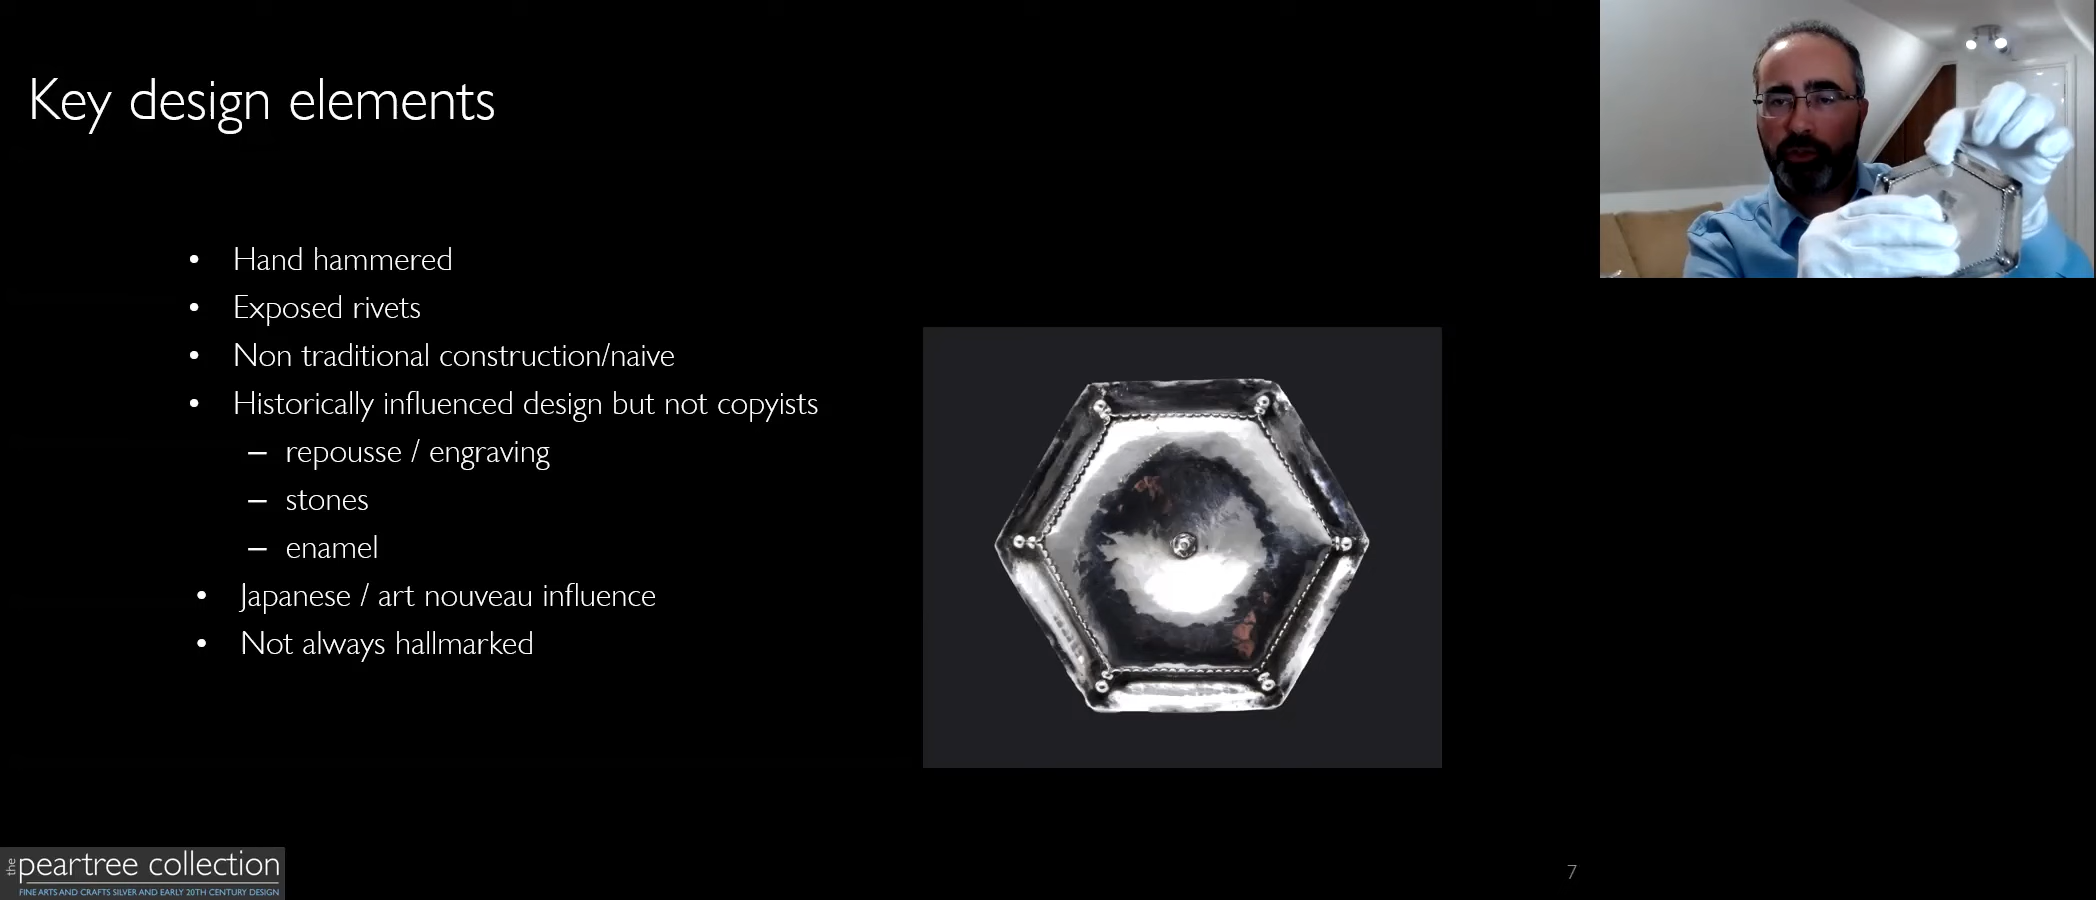 Key design elements
• Hand hammered
• Exposed rivets
• Non traditional construction/naive
• Historically influenced design but not copyists
– repousse / engraving
– stones
– enamel
• Japanese / art nouveau influence
• Not always hallmarked
the peartree collection
FINE ARTS AND CRAFTS SILVER AND EARLY 20TH CENTURY DESIGN
7